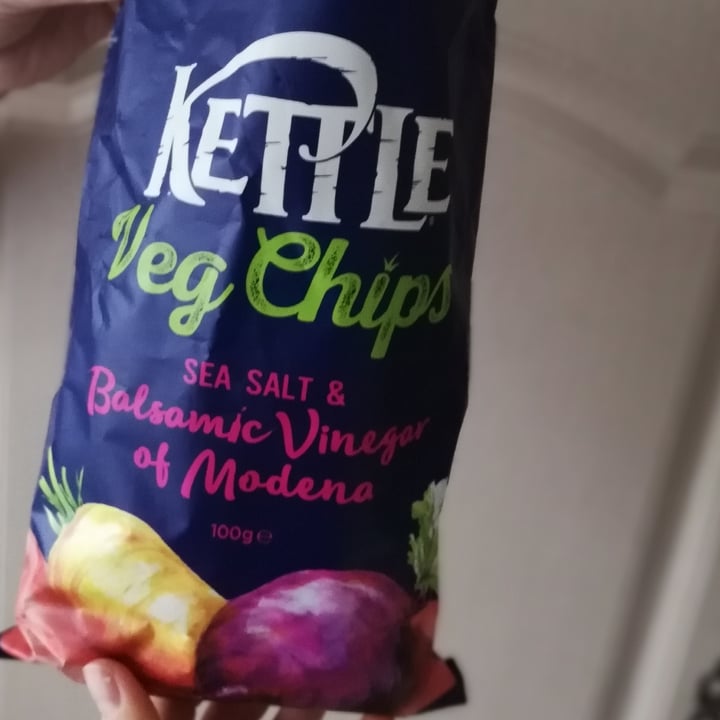 KETTLE
Veg Chips
SEA SALT &
Balsamic Vinegar
of Modena
100g℮